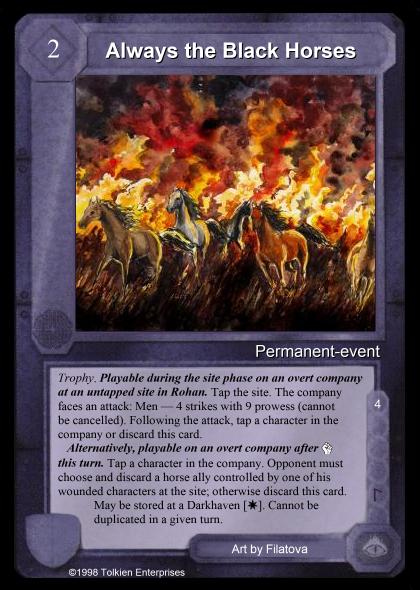 2
Always the Black Horses
Permanent-event
Trophy. Playable during the site phase on an overt company
at an untapped site in Rohan. Tap the site. The company
faces an attack: Men — 4 strikes with 9 prowess (cannot
be cancelled). Following the attack, tap a character in the
company or discard this card.
Alternatively, playable on an overt company after
this turn. Tap a character in the company. Opponent must
choose and discard a horse ally controlled by one of his
wounded characters at the site; otherwise discard this card.
May be stored at a Darkhaven [✷]. Cannot be
duplicated in a given turn.
4
Art by Filatova
©1998 Tolkien Enterprises